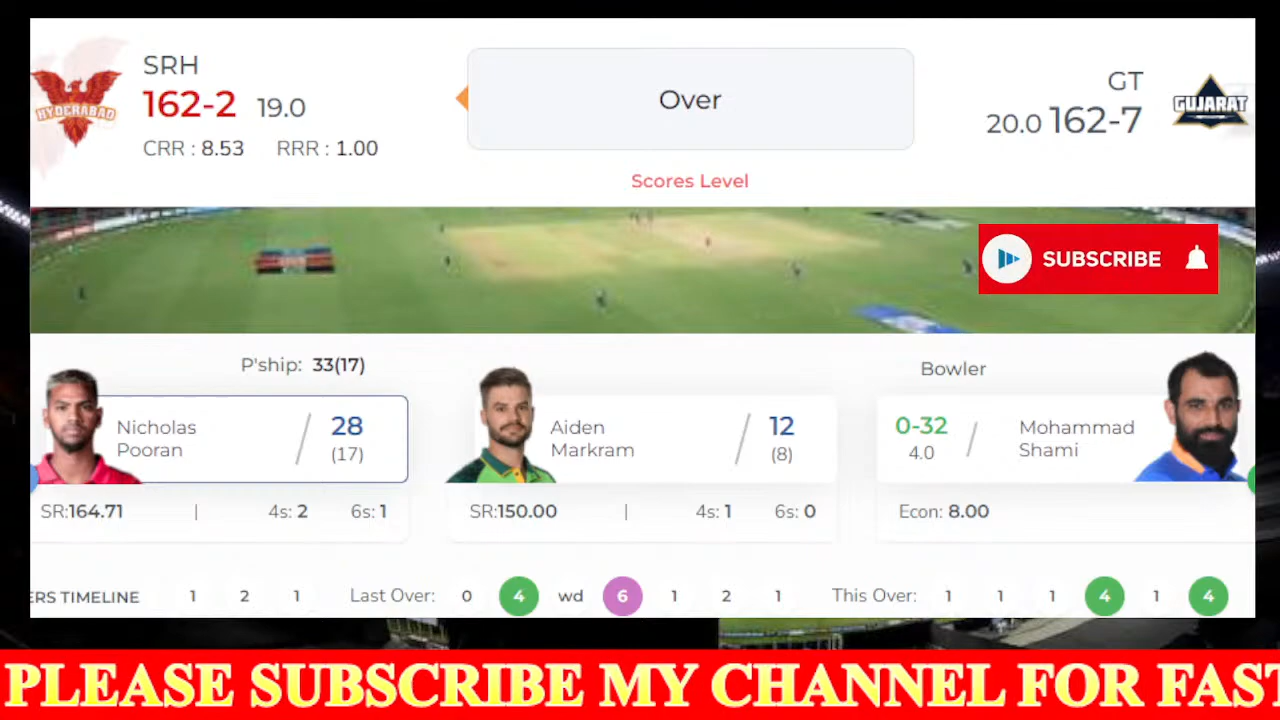 SRH
162-2 19.0
CRR : 8.53 RRR : 1.00
HYDERABAD
Over
Scores Level
GT
20.0 162-7
GUJARAT
SUBSCRIBE
P'ship: 33(17)
Nicholas
Pooran
28
(17)
SR:164.71 | 4s: 2 6s: 1
Aiden
Markram
12
(8)
SR:150.00 | 4s: 1 6s: 0
Bowler
0-32
4.0
Mohammad
Shami
Econ: 8.00
ERS TIMELINE 1 2 1 Last Over: 0 4 wd 6 1 2 1 This Over: 1 1 1 4 1 4
PLEASE SUBSCRIBE MY CHANNEL FOR FAST